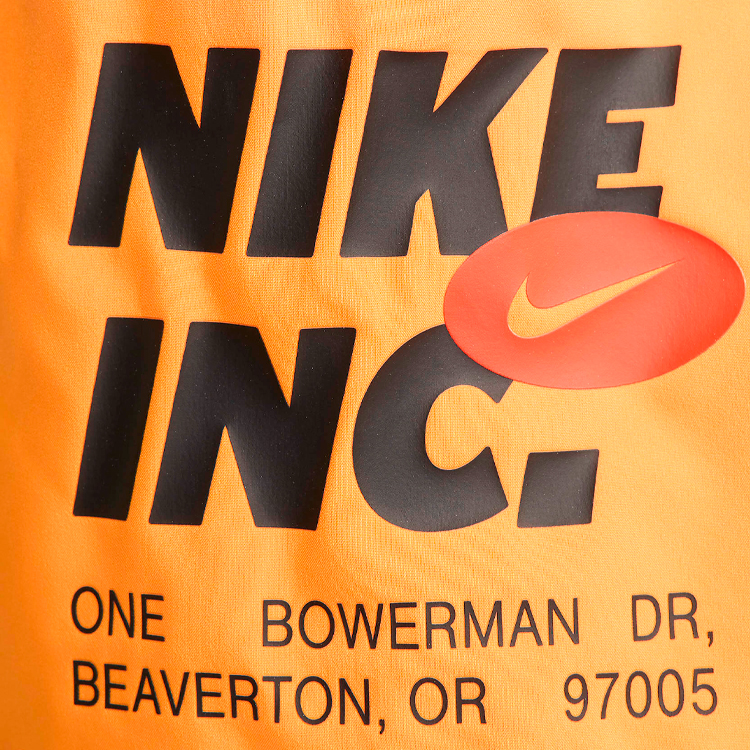 NIKE
INC.
ONE BOWERMAN DR,
BEAVERTON, OR 97005